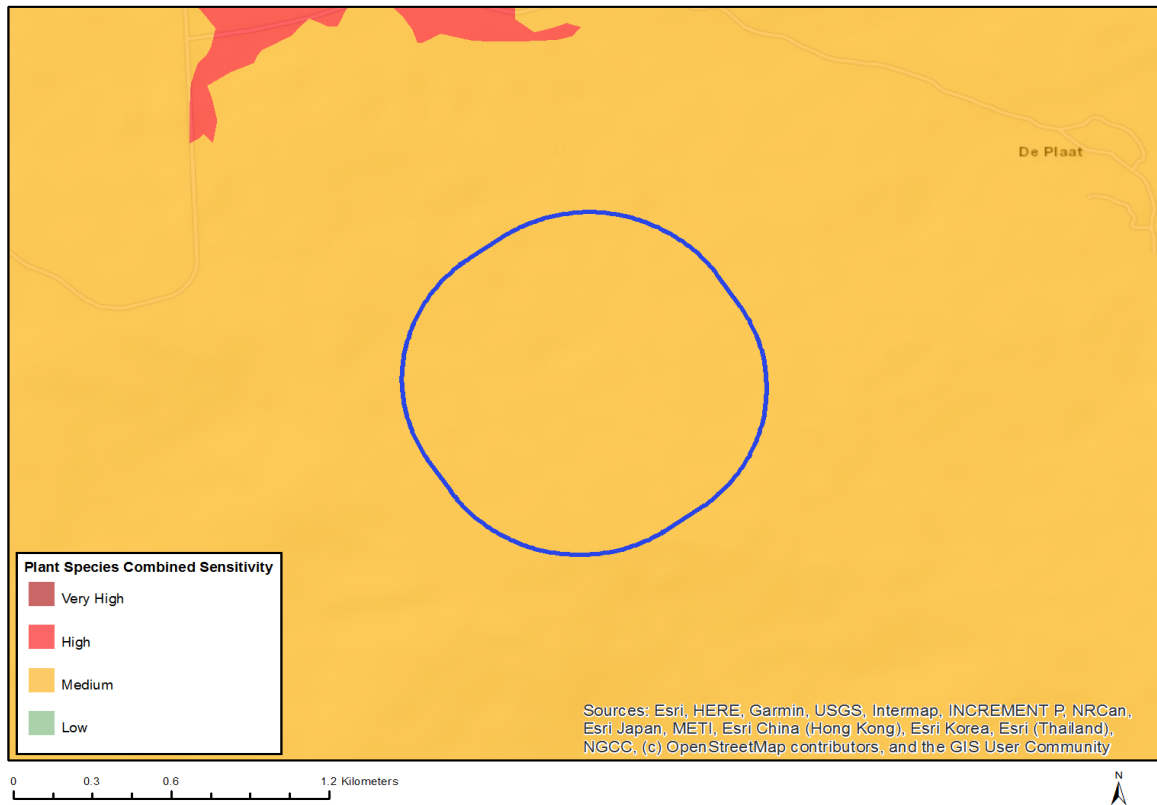 De Plaat
Plant Species Combined Sensitivity
Very High
High
Medium
Low
Sources: Esri, HERE, Garmin, USGS, Intermap, INCREMENT P, NRCan,
Esri Japan, METI, Esri China (Hong Kong), Esri Korea, Esri (Thailand),
NGCC, (c) OpenStreetMap contributors, and the GIS User Community
0 0.3 0.6 1.2 Kilometers
N